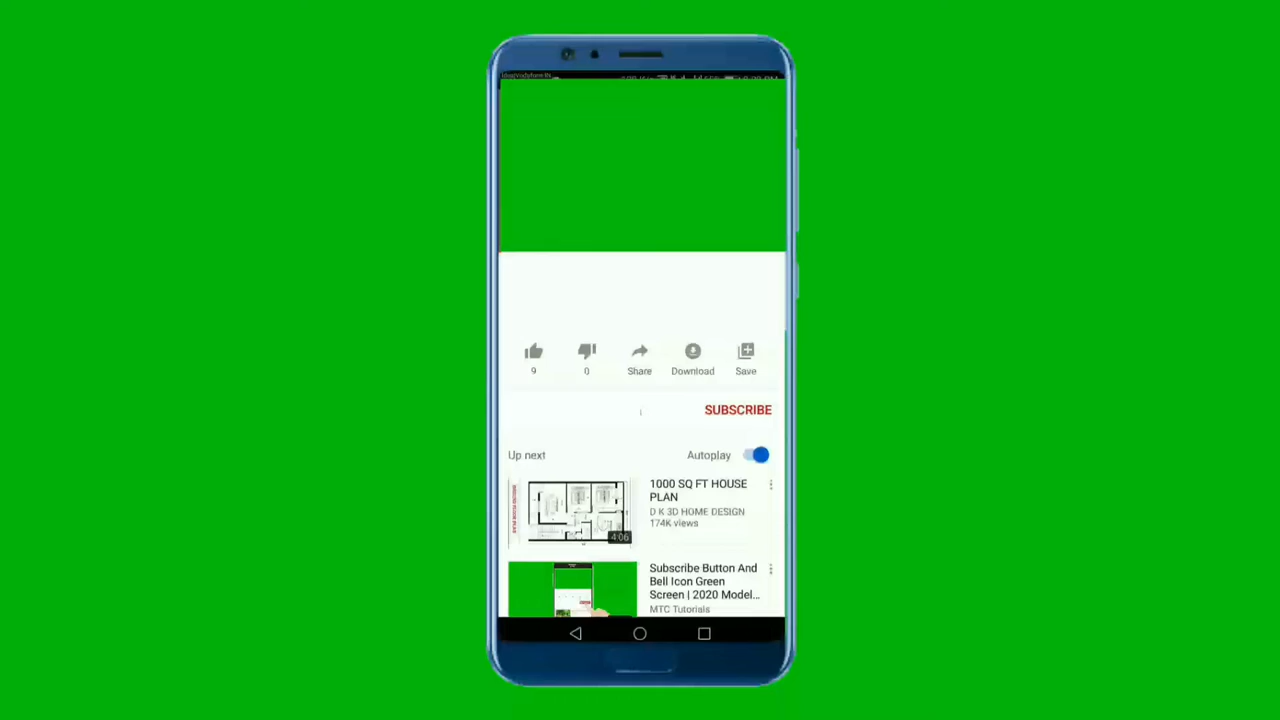 9
0
Share
Download
Save
SUBSCRIBE
Up next
Autoplay
1000 SQ FT HOUSE
PLAN
D K 3D HOME DESIGN
174K views
4:06
Subscribe Button And
Bell Icon Green
Screen | 2020 Model...
MTC Tutorials